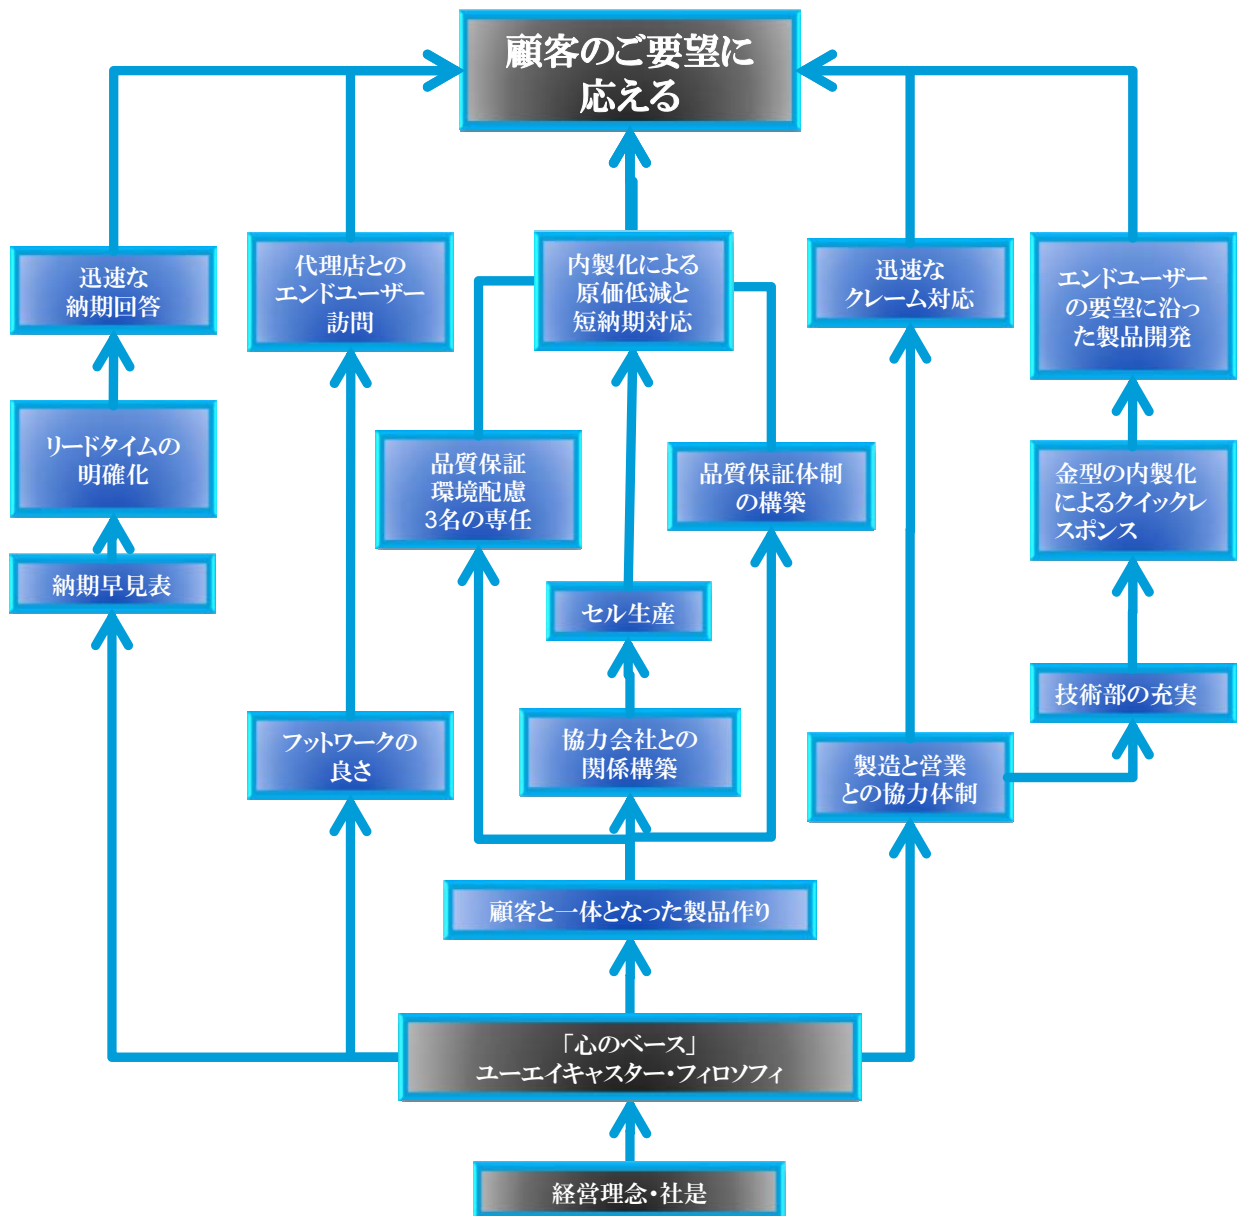 顧客のご要望に
応える
迅速な
納期回答
代理店との
エンドユーザー
訪問
内製化による
原価低減と
短納期対応
迅速な
クレーム対応
エンドユーザー
の要望に沿っ
た製品開発
リードタイムの
明確化
品質保証
環境配慮
3名の専任
品質保証体制
の構築
金型の内製化
によるクイックレ
スポンス
納期早見表
セル生産
技術部の充実
フットワークの
良さ
協力会社との
関係構築
製造と営業
との協力体制
顧客と一体となった製品作り
「心のベース」
ユーエイキャスター・フィロソフィ
経営理念・社是